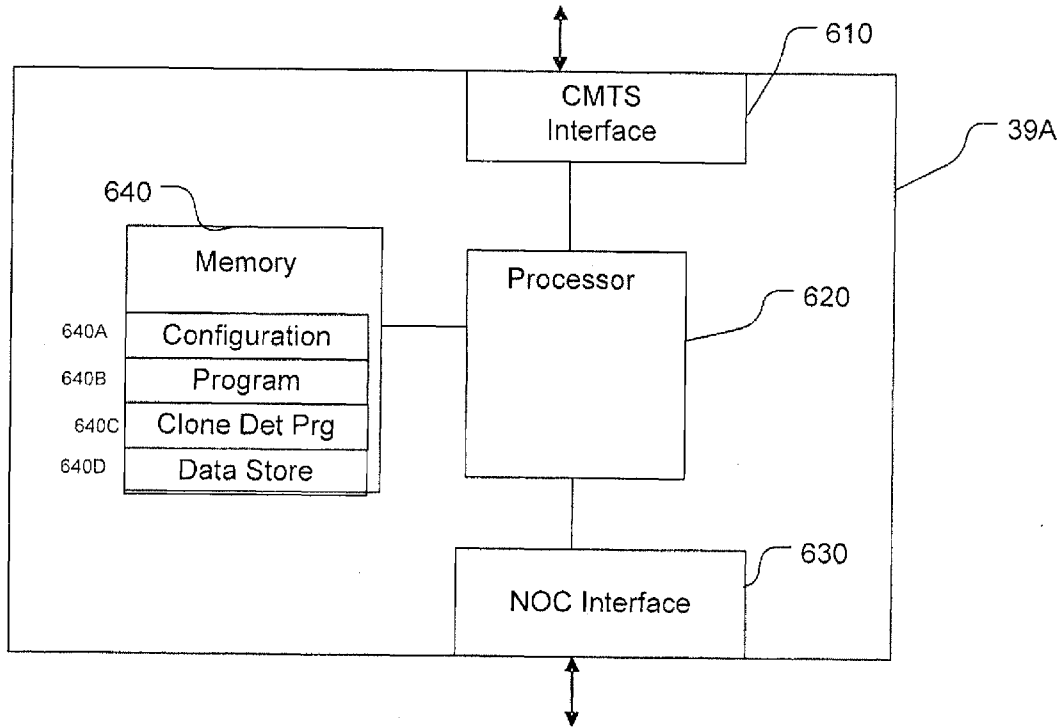 610
CMTS
Interface
39A
640
Memory
Processor
620
640A
Configuration
640B
Program
640C
Clone Det Prg
640D
Data Store
630
NOC Interface